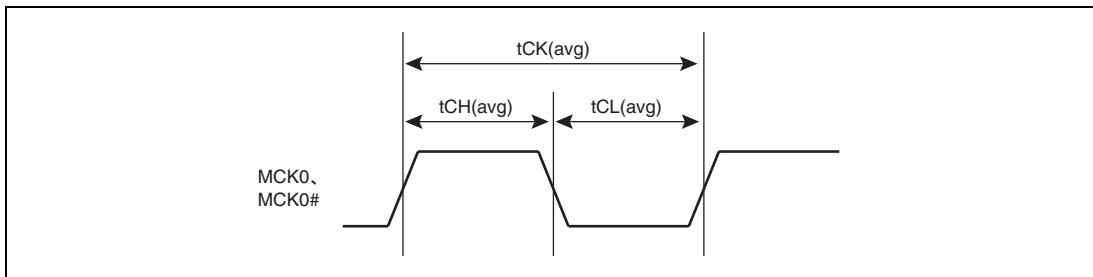 tCK(avg)
tCH(avg)
tCL(avg)
MCK0、
MCK0#